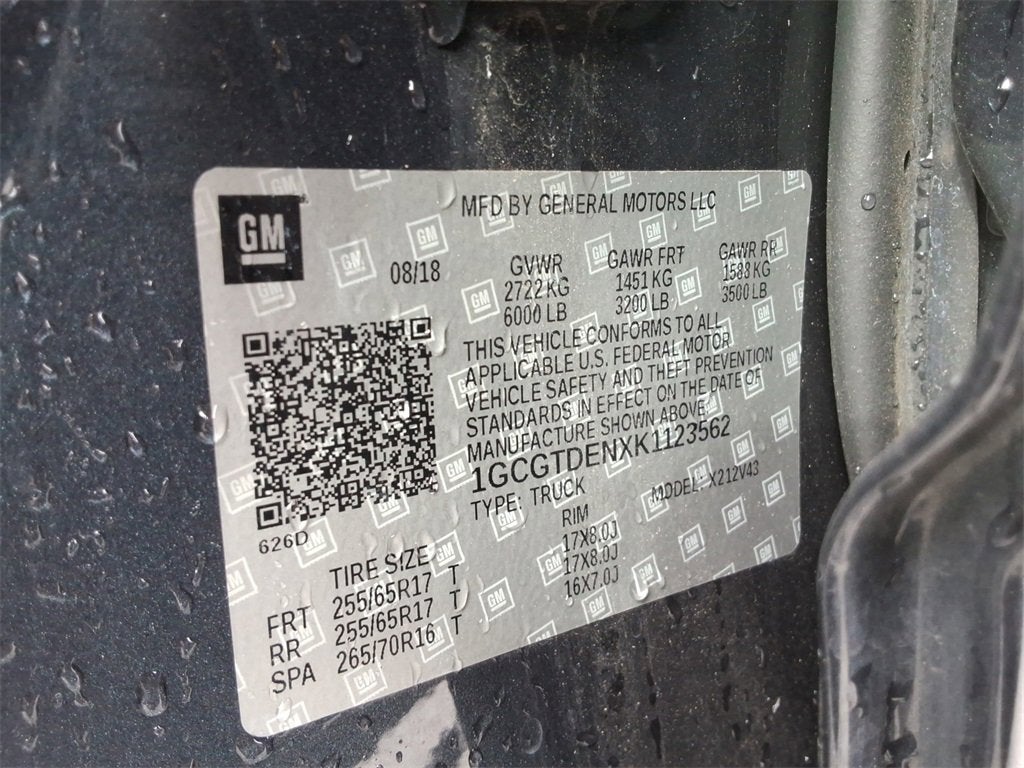 GM
MFD BY GENERAL MOTORS LLC
08/18
GVWR GAWR FRT GAWR RR
2722 KG 1451 KG 1588 KG
6000 LB 3200 LB 3500 LB
THIS VEHICLE CONFORMS TO ALL
APPLICABLE U.S. FEDERAL MOTOR
VEHICLE SAFETY AND THEFT PREVENTION
STANDARDS IN EFFECT ON THE DATE OF
MANUFACTURE SHOWN ABOVE.
1GCGTDENXK1123562
TYPE: TRUCK MODEL: X212V43
626D
TIRE SIZE RIM
FRT 255/65R17 T 17X8.0J
RR 255/65R17 T 17X8.0J
SPA 265/70R16 T 16X7.0J